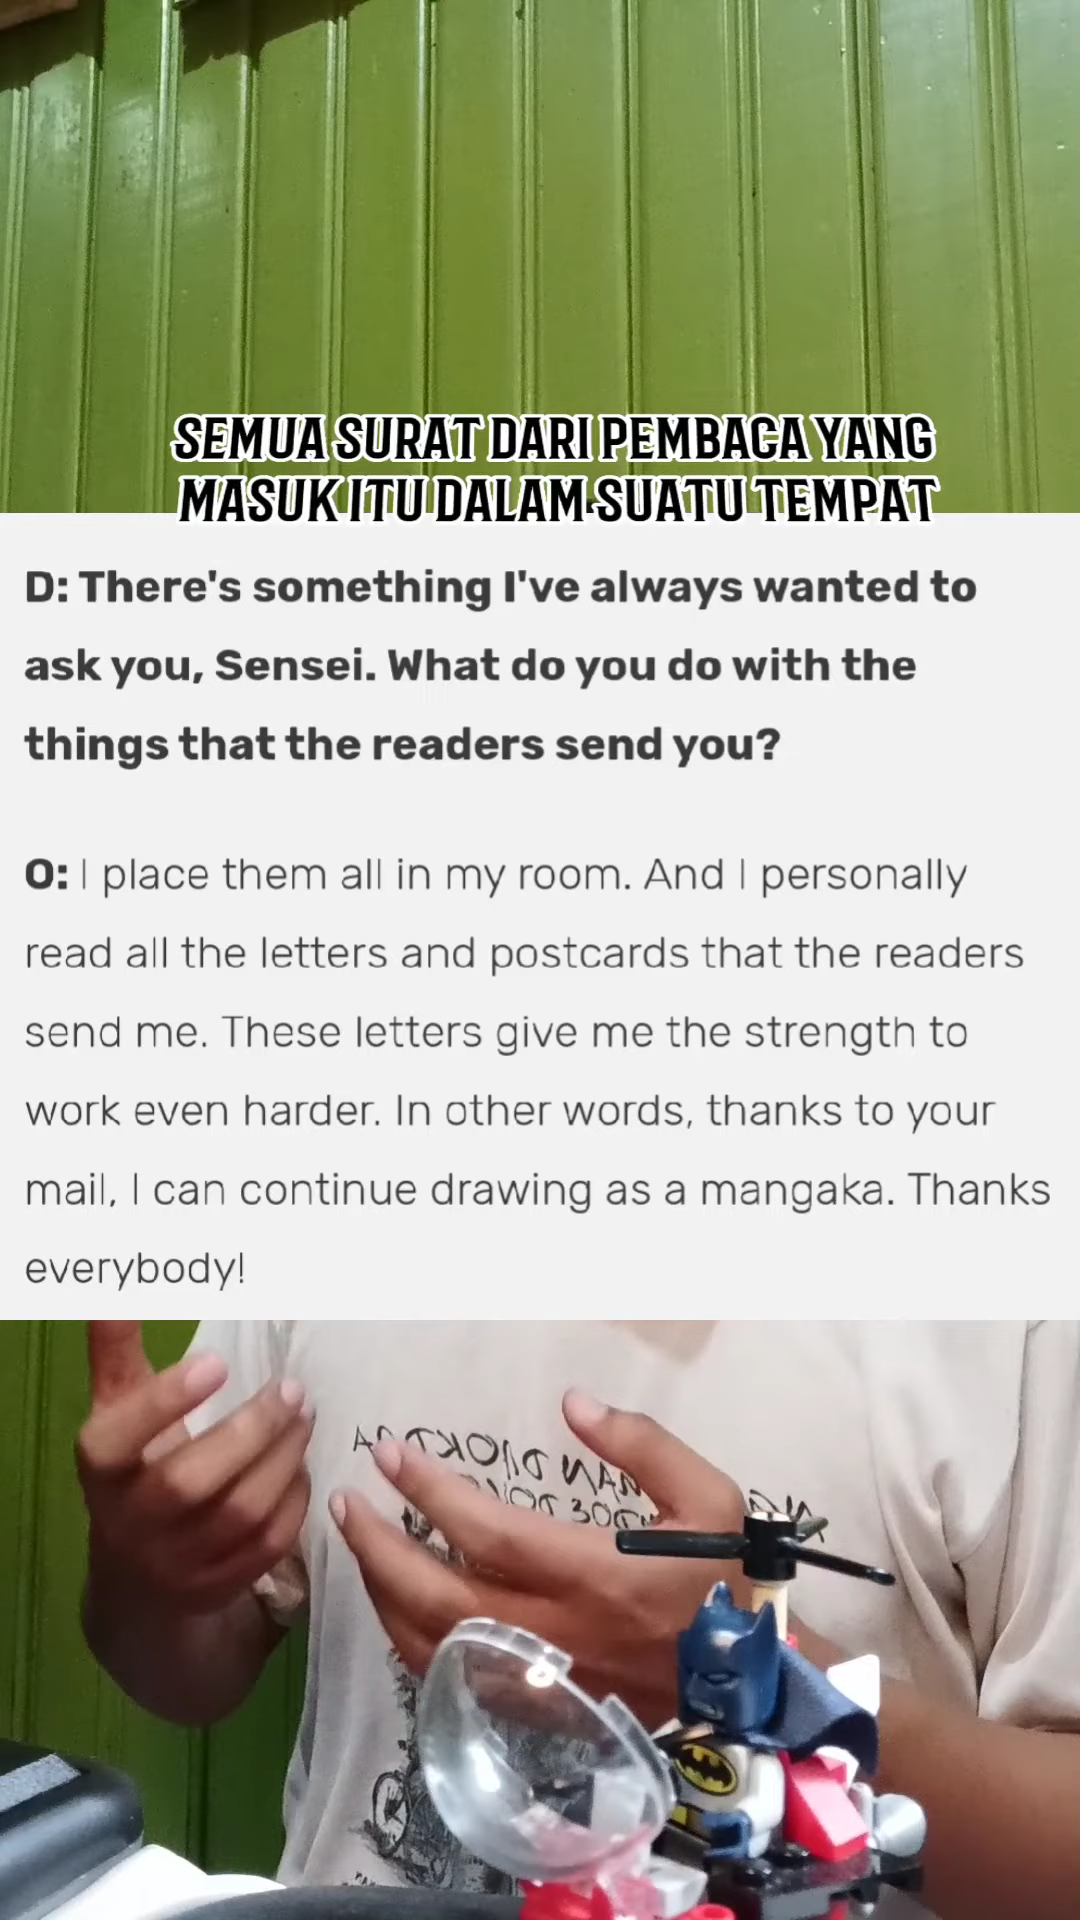 SEMUA SURAT DARI PEMBACA YANG
MASUK ITU DALAM SUATU TEMPAT
D: There's something I've always wanted to
ask you, Sensei. What do you do with the
things that the readers send you?
O: I place them all in my room. And I personally
read all the letters and postcards that the readers
send me. These letters give me the strength to
work even harder. In other words, thanks to your
mail, I can continue drawing as a mangaka. Thanks
everybody!